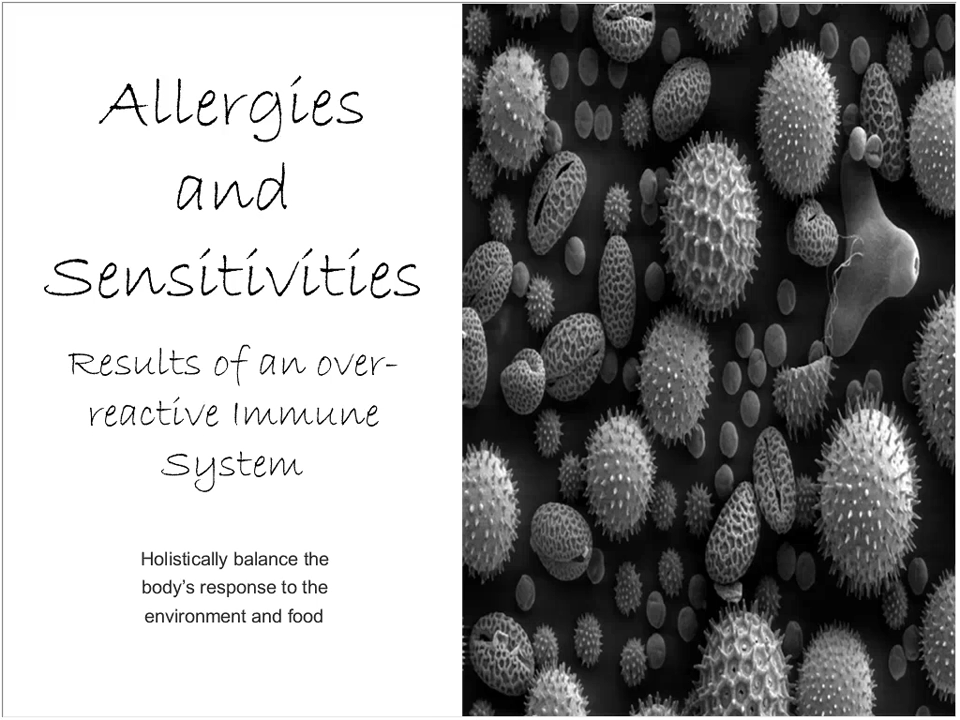 Allergies
and
Sensitivities
Results of an over-
reactive Immune
System
Holistically balance the
body's response to the
environment and food